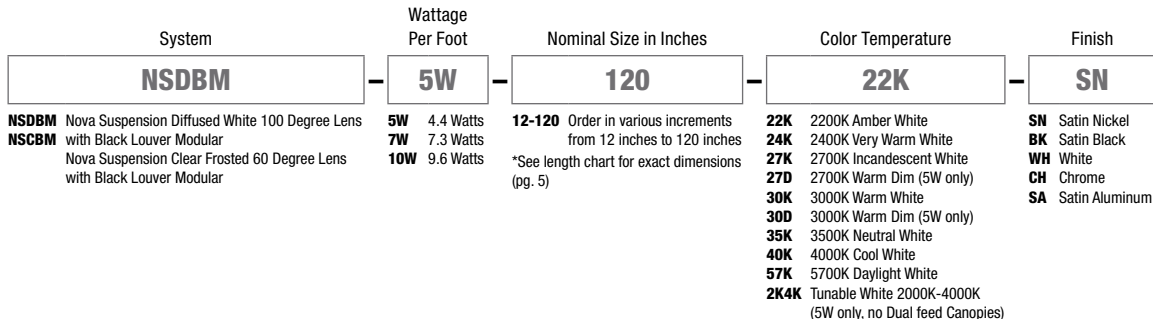 System
NSDBM
NSDBM Nova Suspension Diffused White 100 Degree Lens
NSCBM with Black Louver Modular
Nova Suspension Clear Frosted 60 Degree Lens
with Black Louver Modular
–
Wattage
Per Foot
5W
5W 4.4 Watts
7W 7.3 Watts
10W 9.6 Watts
–
Nominal Size in Inches
120
12-120 Order in various increments
from 12 inches to 120 inches
*See length chart for exact dimensions
(pg. 5)
–
Color Temperature
22K
22K 2200K Amber White
24K 2400K Very Warm White
27K 2700K Incandescent White
27D 2700K Warm Dim (5W only)
30K 3000K Warm White
30D 3000K Warm Dim (5W only)
35K 3500K Neutral White
40K 4000K Cool White
57K 5700K Daylight White
2K4K Tunable White 2000K-4000K
(5W only, no Dual feed Canopies)
–
Finish
SN
SN Satin Nickel
BK Satin Black
WH White
CH Chrome
SA Satin Aluminum